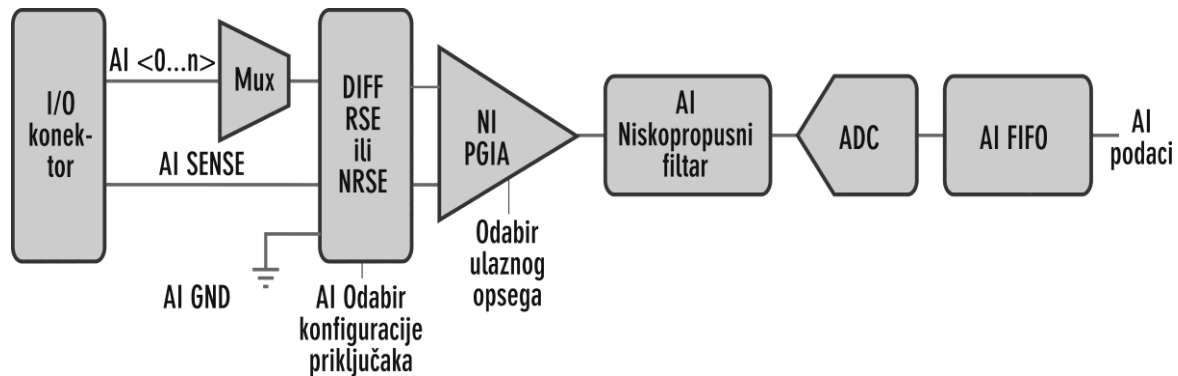 I/O
konek-
tor
AI <0...n>
Mux
AI SENSE
AI GND
DIFF
RSE
ili
NRSE
AI Odabir
konfiguracije
priključaka
NI
PGIA
Odabir
ulaznog
opsega
AI
Niskopropusni
filtar
ADC
AI FIFO
AI
podaci